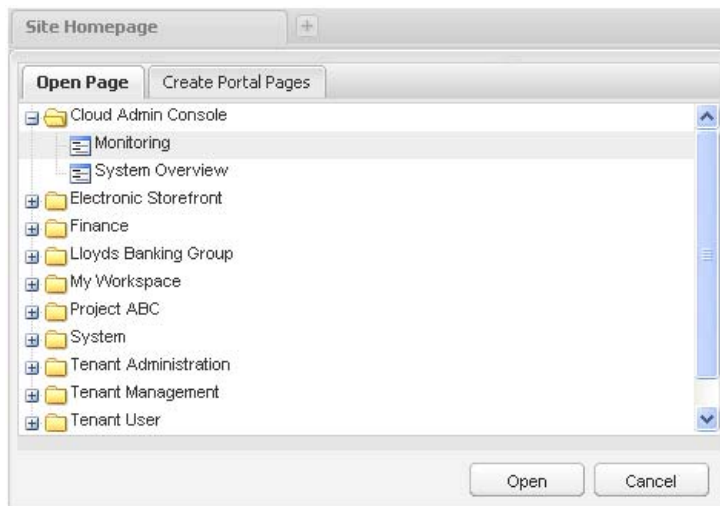 Site Homepage
Open Page
Create Portal Pages
Cloud Admin Console
Monitoring
System Overview
Electronic Storefront
Finance
Lloyds Banking Group
My Workspace
Project ABC
System
Tenant Administration
Tenant Management
Tenant User
Open
Cancel